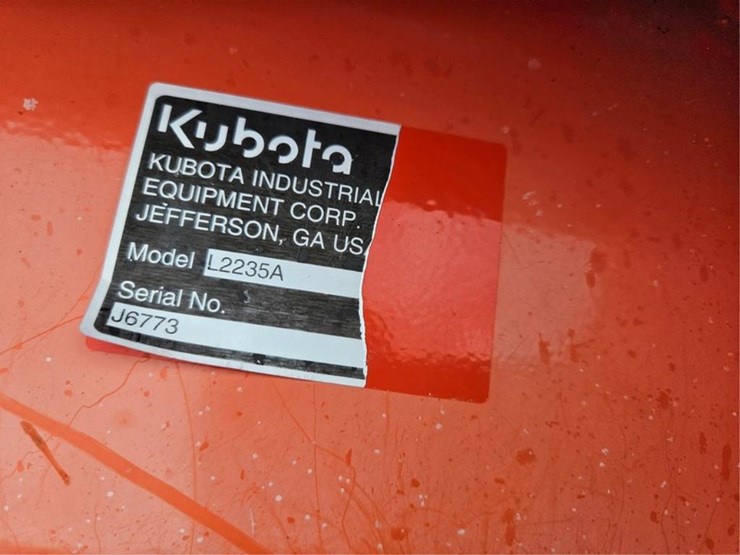 Kubota
KUBOTA INDUSTRIAL
EQUIPMENT CORP.
JEFFERSON, GA US
Model L2235A
Serial No.
J6773